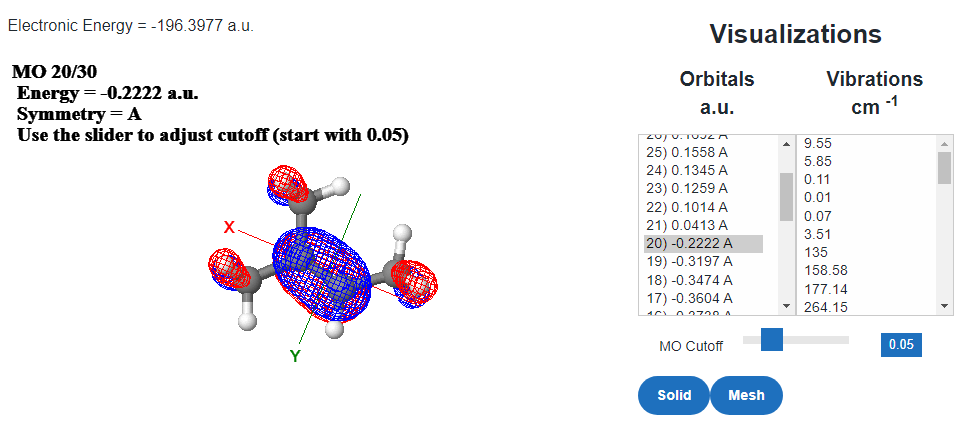 Electronic Energy = -196.3977 a.u.
MO 20/30
Energy = -0.2222 a.u.
Symmetry = A
Use the slider to adjust cutoff (start with 0.05)
X
Y
Visualizations
Orbitals
a.u.
25) 0.1558 A
24) 0.1345 A
23) 0.1259 A
22) 0.1014 A
21) 0.0413 A
20) -0.2222 A
19) -0.3197 A
18) -0.3474 A
17) -0.3604 A
Vibrations
cm -1
9.55
5.85
0.11
0.01
0.07
3.51
135
158.58
177.14
264.15
MO Cutoff
0.05
Solid
Mesh